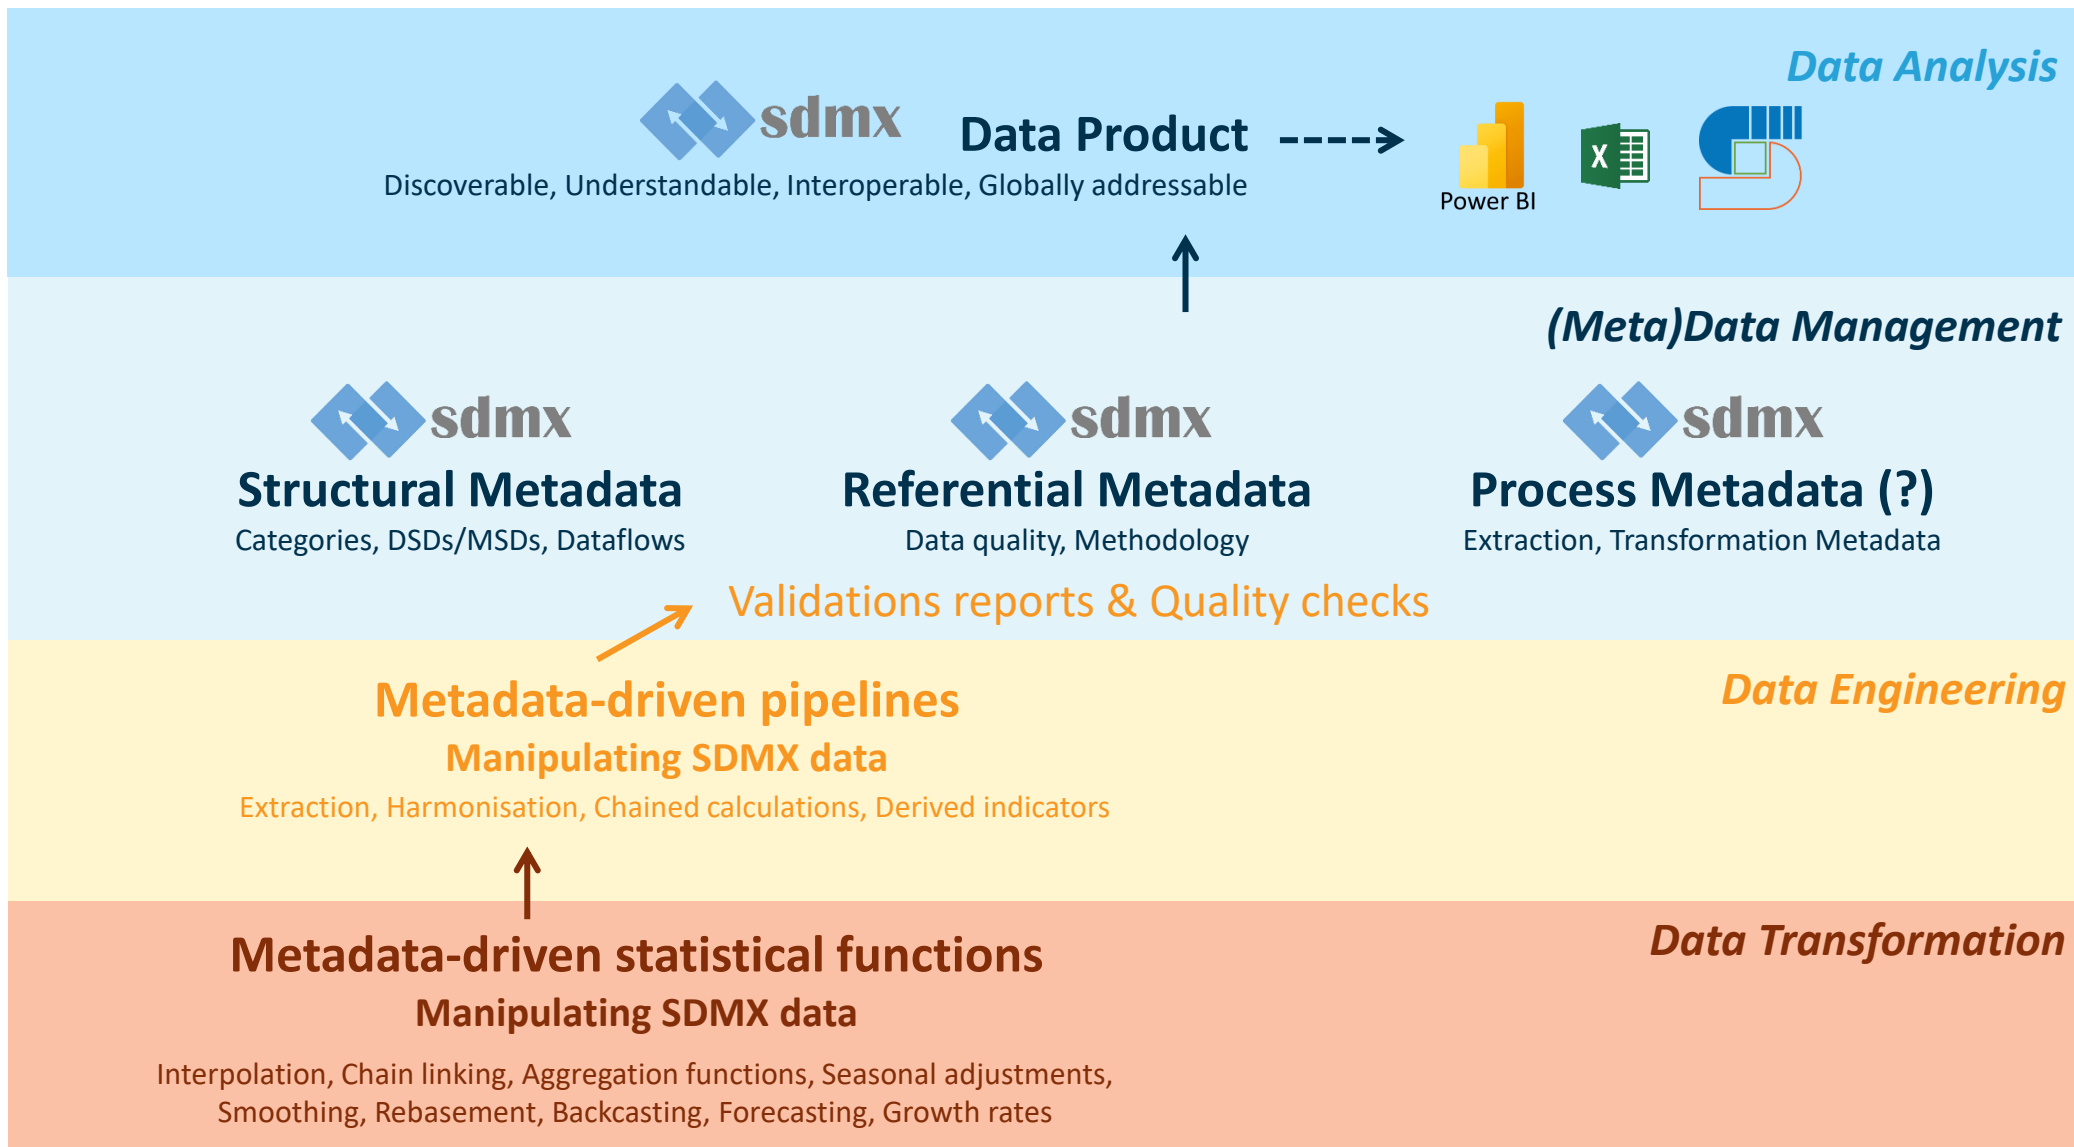 Data Analysis
sdmx
Data Product
Discoverable, Understandable, Interoperable, Globally addressable
X
Power BI
(Meta)Data Management
sdmx
sdmx
sdmx
Structural Metadata
Referential Metadata
Process Metadata (?)
Categories, DSDs/MSDs, Dataflows
Data quality, Methodology
Extraction, Transformation Metadata
Validations reports & Quality checks
Data Engineering
Metadata-driven pipelines
Manipulating SDMX data
Extraction, Harmonisation, Chained calculations, Derived indicators
Data Transformation
Metadata-driven statistical functions
Manipulating SDMX data
Interpolation, Chain linking, Aggregation functions, Seasonal adjustments,
Smoothing, Rebasement, Backcasting, Forecasting, Growth rates